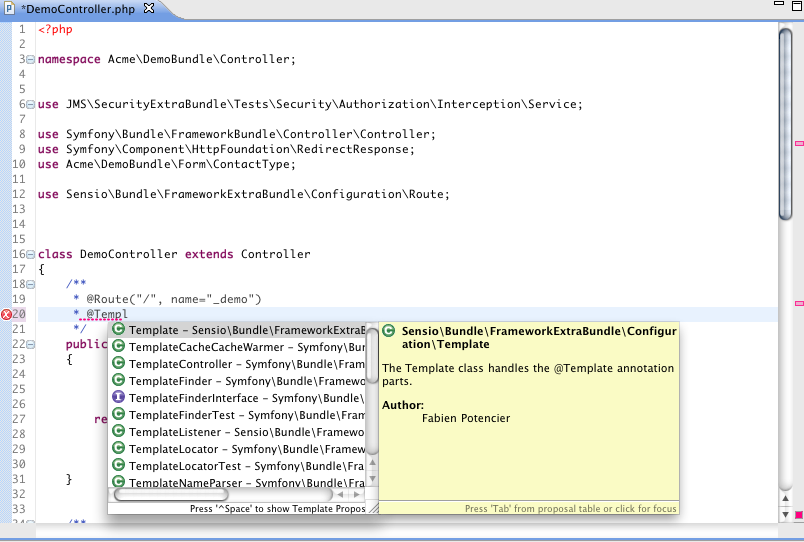 *DemoController.php
1 <?php
2
3 namespace Acme\DemoBundle\Controller;
4
5
6 use JMS\SecurityExtraBundle\Tests\Security\Authorization\Interception\Service;
7
8 use Symfony\Bundle\FrameworkBundle\Controller\Controller;
9 use Symfony\Component\HttpFoundation\RedirectResponse;
10 use Acme\DemoBundle\Form\ContactType;
11
12 use Sensio\Bundle\FrameworkExtraBundle\Configuration\Route;
13
14
15
16 class DemoController extends Controller
17 {
18 /**
19 * @Route("/", name="_demo")
20 * @Templ
21 */
22 public
23 {
24
25
26
27 re
28
29
30
31 }
32
33
34 /**
Template - Sensio\Bundle\FrameworkExtraB
TemplateCacheCacheWarmer - Symfony\Bur
TemplateController - Symfony\Bundle\Fram
TemplateFinder - Symfony\Bundle\Framewo
TemplateFinderInterface - Symfony\Bundle\
TemplateFinderTest - Symfony\Bundle\Fram
TemplateListener - Sensio\Bundle\Framewo
TemplateLocator - Symfony\Bundle\Framew
TemplateLocatorTest - Symfony\Bundle\Fra
TemplateNameParser - Symfony\Bundle\Fra
Press '^Space' to show Template Propos
Sensio\Bundle\FrameworkExtraBundle\Configur
ation\Template
The Template class handles the @Template annotation
parts.
Author:
Fabien Potencier
Press 'Tab' from proposal table or click for focus